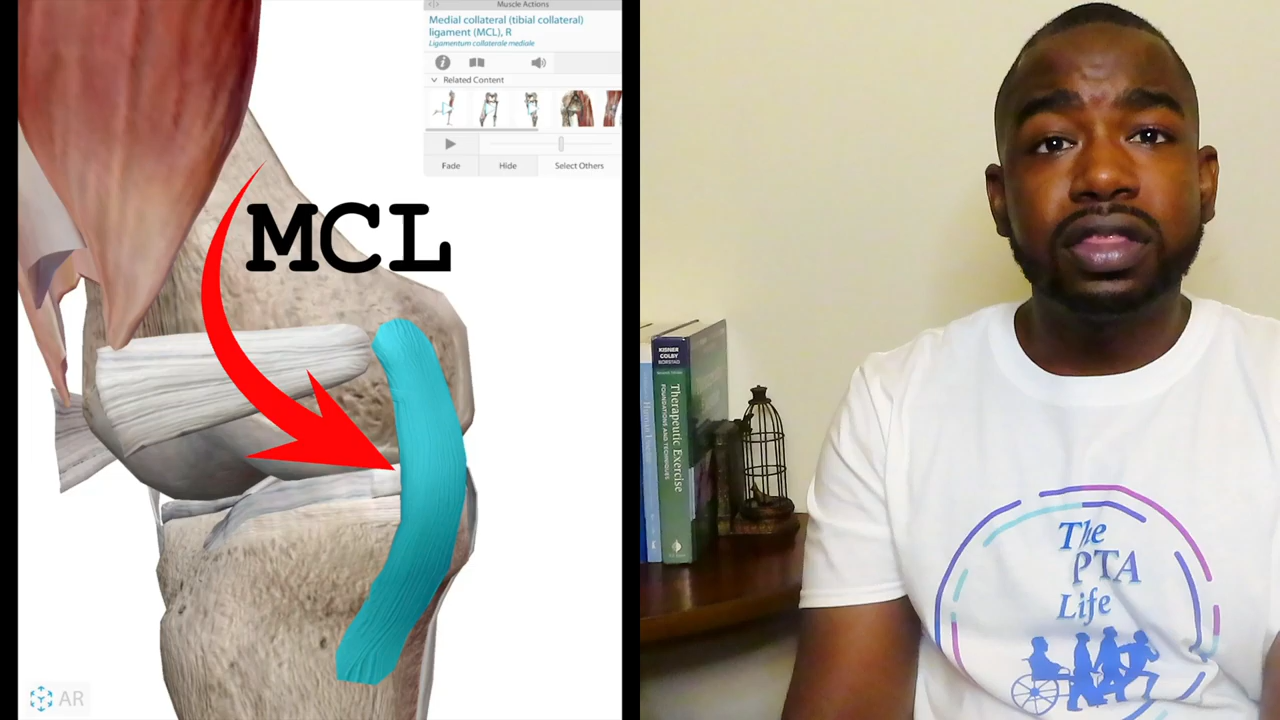 Muscle Actions
Medial collateral (tibial collateral)
ligament (MCL), R
Ligamentum collaterale mediale
Related Content
Fade
Hide
Select Others
MCL
AR
KISNER
COLBY
BORSTAD
Therapeutic Exercise
FOUNDATIONS AND TECHNIQUES
The
PTA
Life